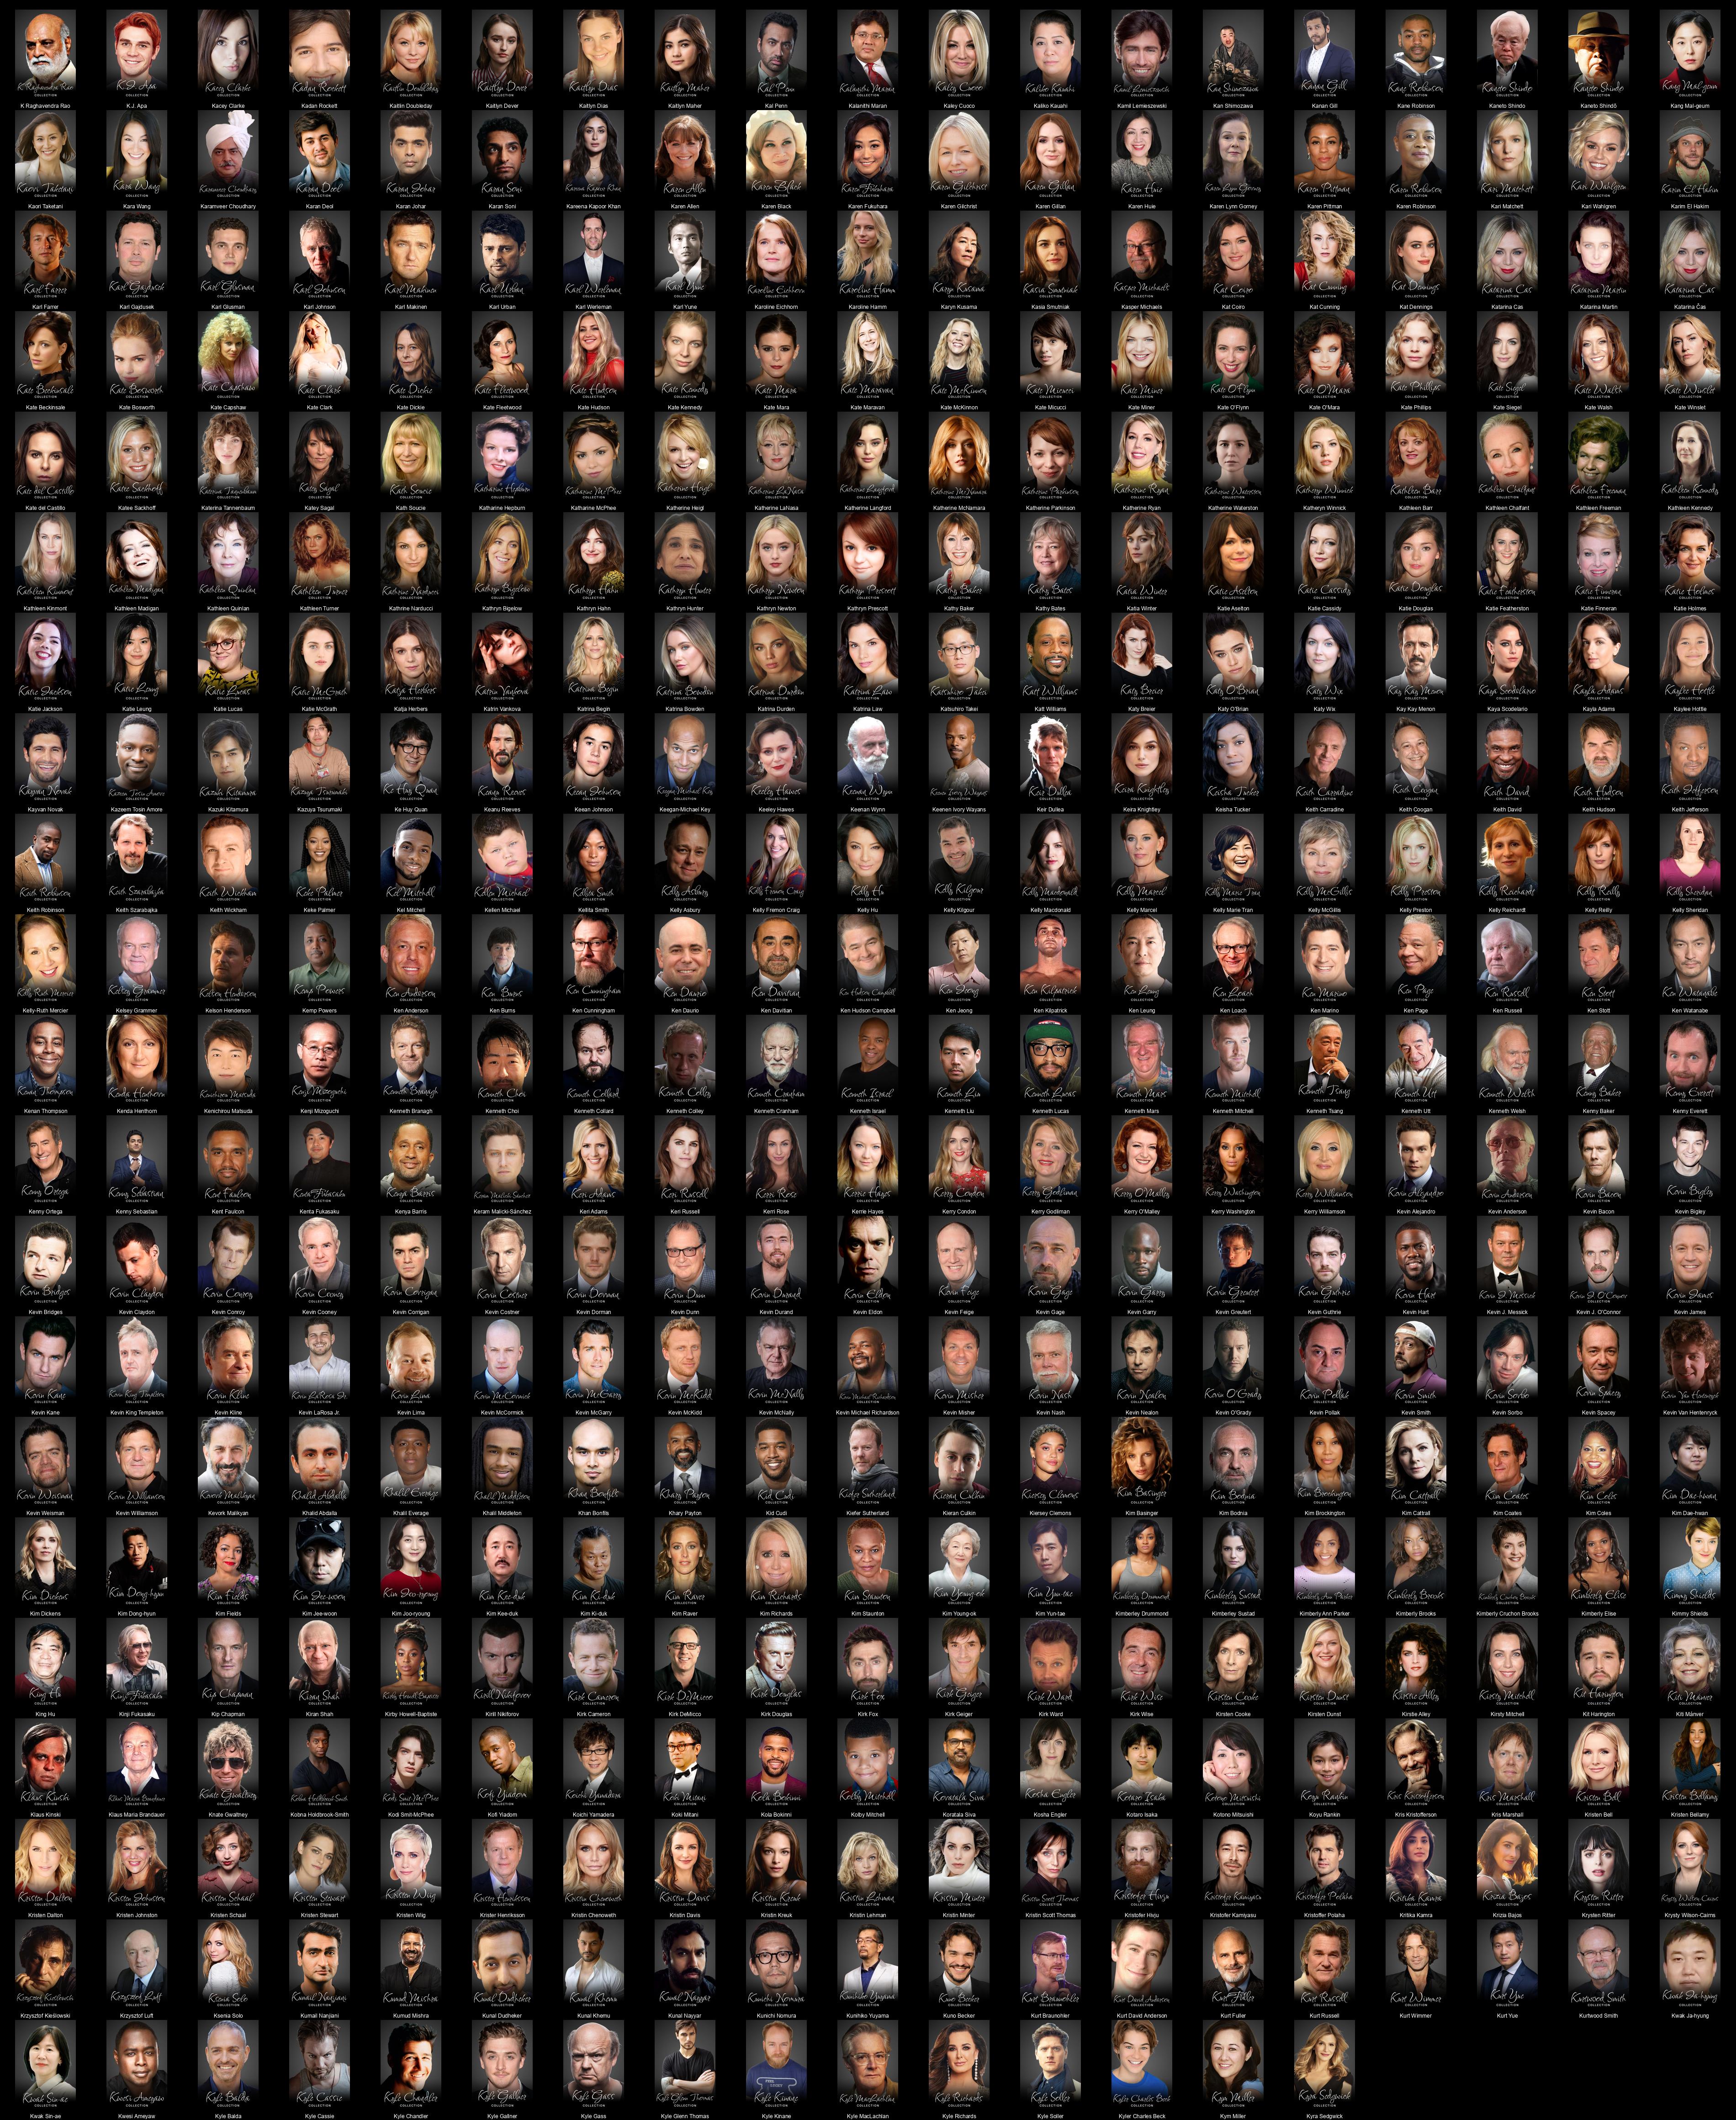 K Raghavendra Rao K.J. Apa Kacey Clarke Kadan Rockett Kaitlin Doubleday Kaitlyn Dever Kaitlyn Dias Kaitlyn Maher Kal Penn Kalanithi Maran Kaley Cuoco Kaliko Kauahi Kamil Lemieszewski Kan Shimozawa Kanan Gill Kane Robinson Kaneto Shindo Kaneto Shindô Kang Mal-geum
Kaori Taketani Kara Wang Karamveer Choudhary Karan Deol Karan Johar Karan Soni Kareena Kapoor Khan Karen Allen Karen Black Karen Fukuhara Karen Gilchrist Karen Gillan Karen Huie Karen Lynn Gorney Karen Pittman Karen Robinson Kari Matchett Kari Wahlgren Karim El Hakim
Karl Farrer Karl Gajdusek Karl Glusman Karl Johnson Karl Makinen Karl Urban Karl Werleman Karl Yune Karoline Eichhorn Karoline Hamm Karyn Kusama Kasia Smutniak Kasper Michaels Kat Coiro Kat Cunning Kat Dennings Katarina Cas Katarina Martin Katarina Čas
Kate Beckinsale Kate Bosworth Kate Capshaw Kate Clark Kate Dickie Kate Fleetwood Kate Hudson Kate Kennedy Kate Mara Kate Maravan Kate McKinnon Kate Micucci Kate Miner Kate O'Flynn Kate O'Mara Kate Phillips Kate Siegel Kate Walsh Kate Winslet
Kate del Castillo Katee Sackhoff Katerina Tannenbaum Katey Sagal Kath Soucie Katharine Hepburn Katharine McPhee Katherine Heigl Katherine LaNasa Katherine Langford Katherine McNamara Katherine Parkinson Katherine Ryan Katherine Waterston Katheryn Winnick Kathleen Barr Kathleen Chalfant Kathleen Freeman Kathleen Kennedy
Kathleen Kinmont Kathleen Madigan Kathleen Quinlan Kathleen Turner Kathrine Narducci Kathryn Bigelow Kathryn Hahn Kathryn Hunter Kathryn Newton Kathryn Prescott Kathy Baker Kathy Bates Katia Winter Katie Aselton Katie Cassidy Katie Douglas Katie Featherston Katie Finneran Katie Holmes
Katie Jackson Katie Leung Katie Lucas Katie McGrath Katja Herbers Katrin Vankova Katrina Begin Katrina Bowden Katrina Durden Katrina Law Katsuhiro Takei Katt Williams Katy Breier Katy O'Brian Katy Wix Kay Kay Menon Kaya Scodelario Kayla Adams Kaylee Hottle
Kayvan Novak Kazeem Tosin Amore Kazuki Kitamura Kazuya Tsurumaki Ke Huy Quan Keanu Reeves Keean Johnson Keegan-Michael Key Keeley Hawes Keenan Wynn Keenen Ivory Wayans Keir Dullea Keira Knightley Keisha Tucker Keith Carradine Keith Coogan Keith David Keith Hudson Keith Jefferson
Keith Robinson Keith Szarabajka Keith Wickham Keke Palmer Kel Mitchell Kellen Michael Kellita Smith Kelly Asbury Kelly Fremon Craig Kelly Hu Kelly Kilgour Kelly Macdonald Kelly Marcel Kelly Marie Tran Kelly McGillis Kelly Preston Kelly Reichardt Kelly Reilly Kelly Sheridan
Kelly-Ruth Mercier Kelsey Grammer Kelson Henderson Kemp Powers Ken Anderson Ken Burns Ken Cunningham Ken Daurio Ken Davitian Ken Hudson Campbell Ken Jeong Ken Kilpatrick Ken Leung Ken Loach Ken Marino Ken Page Ken Russell Ken Stott Ken Watanabe
Kenan Thompson Kenda Henthorn Kenichirou Matsuda Kenji Mizoguchi Kenneth Branagh Kenneth Choi Kenneth Collard Kenneth Colley Kenneth Cranham Kenneth Israel Kenneth Liu Kenneth Lucas Kenneth Mars Kenneth Mitchell Kenneth Tsang Kenneth Utt Kenneth Welsh Kenny Baker Kenny Everett
Kenny Ortega Kenny Sebastian Kent Faulcon Kenta Fukasaku Kenya Barris Keram Malicki-Sánchez Keri Adams Keri Russell Kerri Rose Kerrie Hayes Kerry Condon Kerry Godliman Kerry O'Malley Kerry Washington Kerry Williamson Kevin Alejandro Kevin Anderson Kevin Bacon Kevin Bigley
Kevin Bridges Kevin Claydon Kevin Conroy Kevin Cooney Kevin Corrigan Kevin Costner Kevin Dorman Kevin Dunn Kevin Durand Kevin Eldon Kevin Feige Kevin Gage Kevin Garry Kevin Greutert Kevin Guthrie Kevin Hart Kevin J. Messick Kevin J. O'Connor Kevin James
Kevin Kane Kevin King Templeton Kevin Kline Kevin LaRosa Jr. Kevin Lima Kevin McCormick Kevin McGarry Kevin McKidd Kevin McNally Kevin Michael Richardson Kevin Misher Kevin Nash Kevin Nealon Kevin O'Grady Kevin Pollak Kevin Smith Kevin Sorbo Kevin Spacey Kevin Van Hentenryck
Kevin Weisman Kevin Williamson Kevork Malikyan Khalid Abdalla Khalil Everage Khalil Middleton Khan Bonfils Khary Payton Kid Cudi Kiefer Sutherland Kieran Culkin Kiersey Clemons Kim Basinger Kim Bodnia Kim Brockington Kim Cattrall Kim Coates Kim Coles Kim Dae-hwan
Kim Dickens Kim Dong-hyun Kim Fields Kim Jee-woon Kim Joo-ryoung Kim Kee-duk Kim Ki-duk Kim Raver Kim Richards Kim Staunton Kim Young-ok Kim Yun-tae Kimberley Drummond Kimberley Sustad Kimberly Ann Parker Kimberly Brooks Kimberly Cruchon Brooks Kimberly Elise Kimmy Shields
King Hu Kinji Fukasaku Kip Chapman Kiran Shah Kirby Howell-Baptiste Kirill Nikiforov Kirk Cameron Kirk DeMicco Kirk Douglas Kirk Fox Kirk Geiger Kirk Ward Kirk Wise Kirsten Cooke Kirsten Dunst Kirstie Alley Kirsty Mitchell Kit Harington Kiti Mánver
Klaus Kinski Klaus Maria Brandauer Knate Gwaltney Kobna Holdbrook-Smith Kodi Smit-McPhee Kofi Yiadom Koichi Yamadera Koki Mitani Kola Bokinni Kolby Mitchell Koratala Siva Kosha Engler Kotaro Isaka Kotono Mitsuishi Koyu Rankin Kris Kristofferson Kris Marshall Kristen Bell Kristen Bellamy
Kristen Dalton Kristen Johnston Kristen Schaal Kristen Stewart Kristen Wiig Krister Henriksson Kristin Chenoweth Kristin Davis Kristin Kreuk Kristin Lehman Kristin Minter Kristin Scott Thomas Kristofer Hivju Kristofer Kamiyasu Kristoffer Polaha Kritika Kamra Krizia Bajos Krysten Ritter Krysty Wilson-Cairns
Krzysztof Kieślowski Krzysztof Luft Ksenia Solo Kumail Nanjiani Kumud Mishra Kunal Dudheker Kunal Khemu Kunal Nayyar Kunichi Nomura Kunihiko Yuyama Kuno Becker Kurt Braunohler Kurt David Anderson Kurt Fuller Kurt Russell Kurt Wimmer Kurt Yue Kurtwood Smith Kwak Ja-hyung
Kwak Sin-ae Kwesi Ameyaw Kyle Balda Kyle Cassie Kyle Chandler Kyle Gallner Kyle Gass Kyle Glenn Thomas Kyle Kinane Kyle MacLachlan Kyle Richards Kyle Soller Kyler Charles Beck Kym Miller Kyra Sedgwick